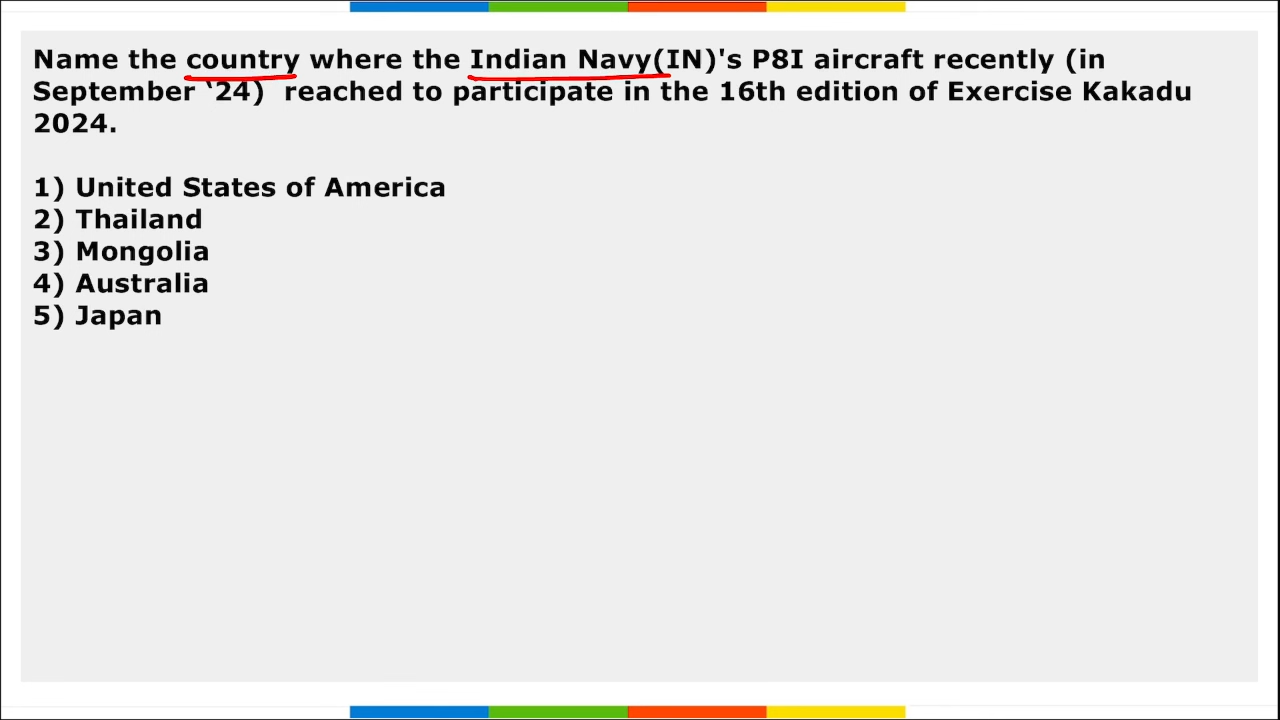 Name the country where the Indian Navy(IN)'s P8I aircraft recently (in
September ‘24)  reached to participate in the 16th edition of Exercise Kakadu
2024.
1) United States of America
2) Thailand
3) Mongolia
4) Australia
5) Japan